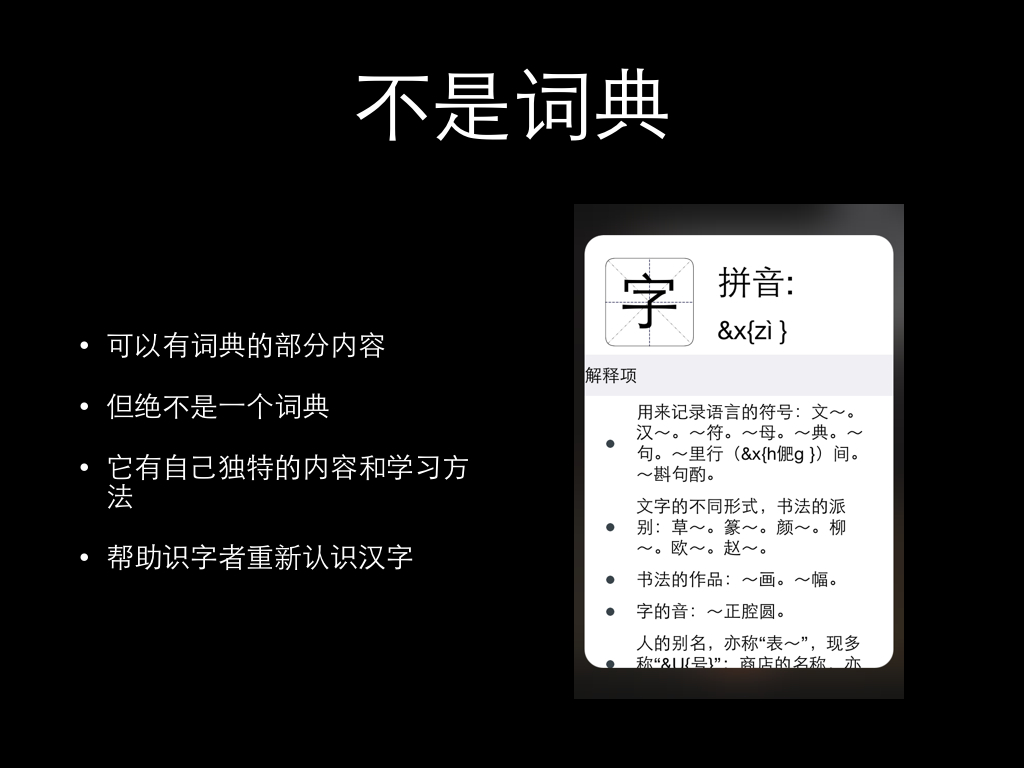 不是词典
• 可以有词典的部分内容
• 但绝不是一个词典
• 它有自己独特的内容和学习方
法
• 帮助识字者重新认识汉字
字
拼音:
&x{zì }
解释项
• 用来记录语言的符号：文～。
汉～。～符。～母。～典。～
句。～里行（&x{h俷g }）间。
～斟句酌。
• 文字的不同形式，书法的派
别：草～。篆～。颜～。柳
～。欧～。赵～。
• 书法的作品：～画。～幅。
• 字的音：～正腔圆。
• 人的别名，亦称“表～”，现多
称“&U{号}”；商店的名称，亦